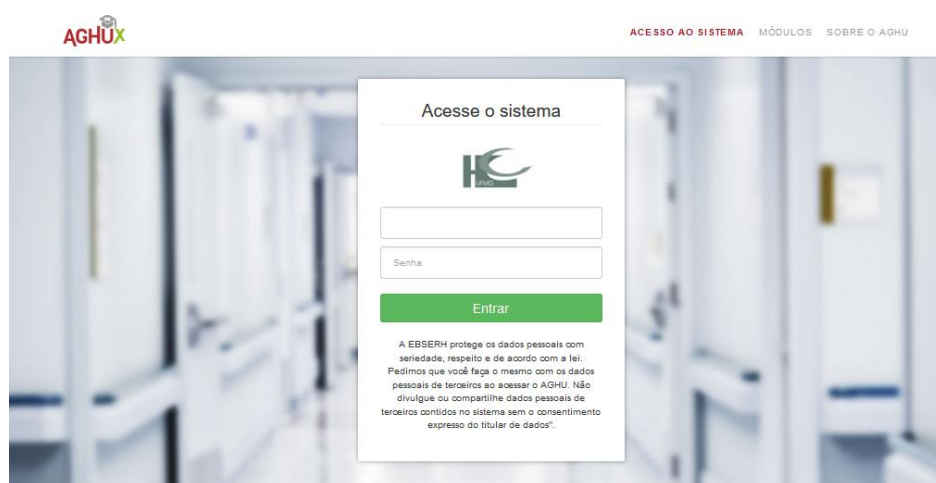 AGHUX
ACESSO AO SISTEMA MÓDULOS SOBRE O AGHU
Acesse o sistema
HC
UFMG
Senha
Entrar
A EBSERH protege os dados pessoais com
seriedade, respeito e de acordo com a lei.
Pedimos que você faça o mesmo com os dados
pessoais de terceiros ao acessar o AGHU. Não
divulgue ou compartilhe dados pessoais de
terceiros contidos no sistema sem o consentimento
expresso do titular de dados".